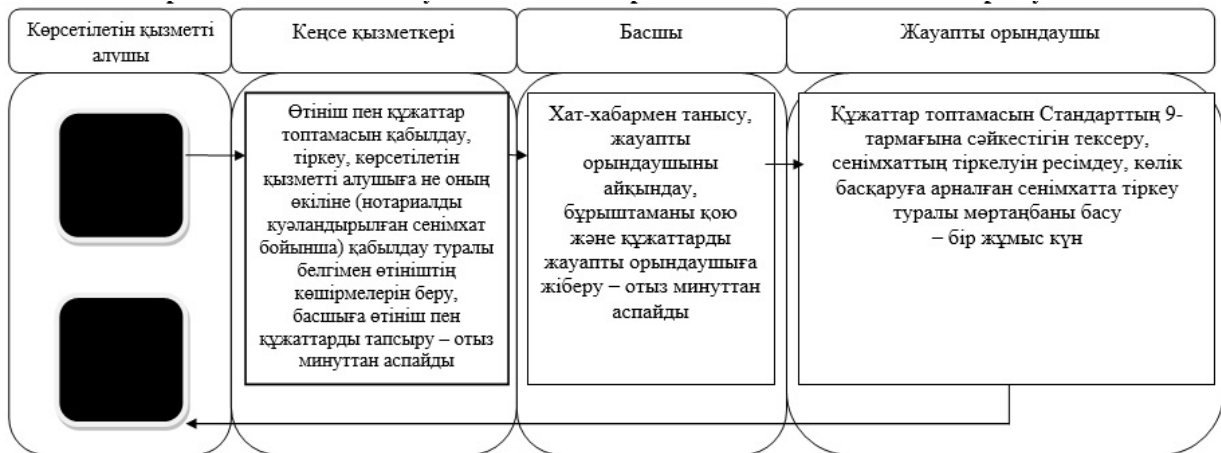 Көрсетілетін қызметті
алушы
Кеңсе қызметкері
Басшы
Жауапты орындаушы
Өтініш пен құжаттар
топтамасын қабылдау,
тіркеу, көрсетілетін
қызметті алушыға не оның
өкіліне (нотариалды
куәландырылған сенімхат
бойынша) қабылдау туралы
белгімен өтініштің
көшірмелерін беру,
басшыға өтініш пен
құжаттарды тапсыру – отыз
минуттан аспайды
Хат-хабармен танысу,
жауапты
орындаушыны
айқындау,
бұрыштаманы қою
және құжаттарды
жауапты орындаушыға
жіберу – отыз минуттан
аспайды
Құжаттар топтамасын Стандарттың 9-
тармағына сәйкестігін тексеру,
сенімхаттың тіркелуін ресімдеу, көлік
басқаруға арналған сенімхатта тіркеу
туралы мөртаңбаны басу
– бір жұмыс күн